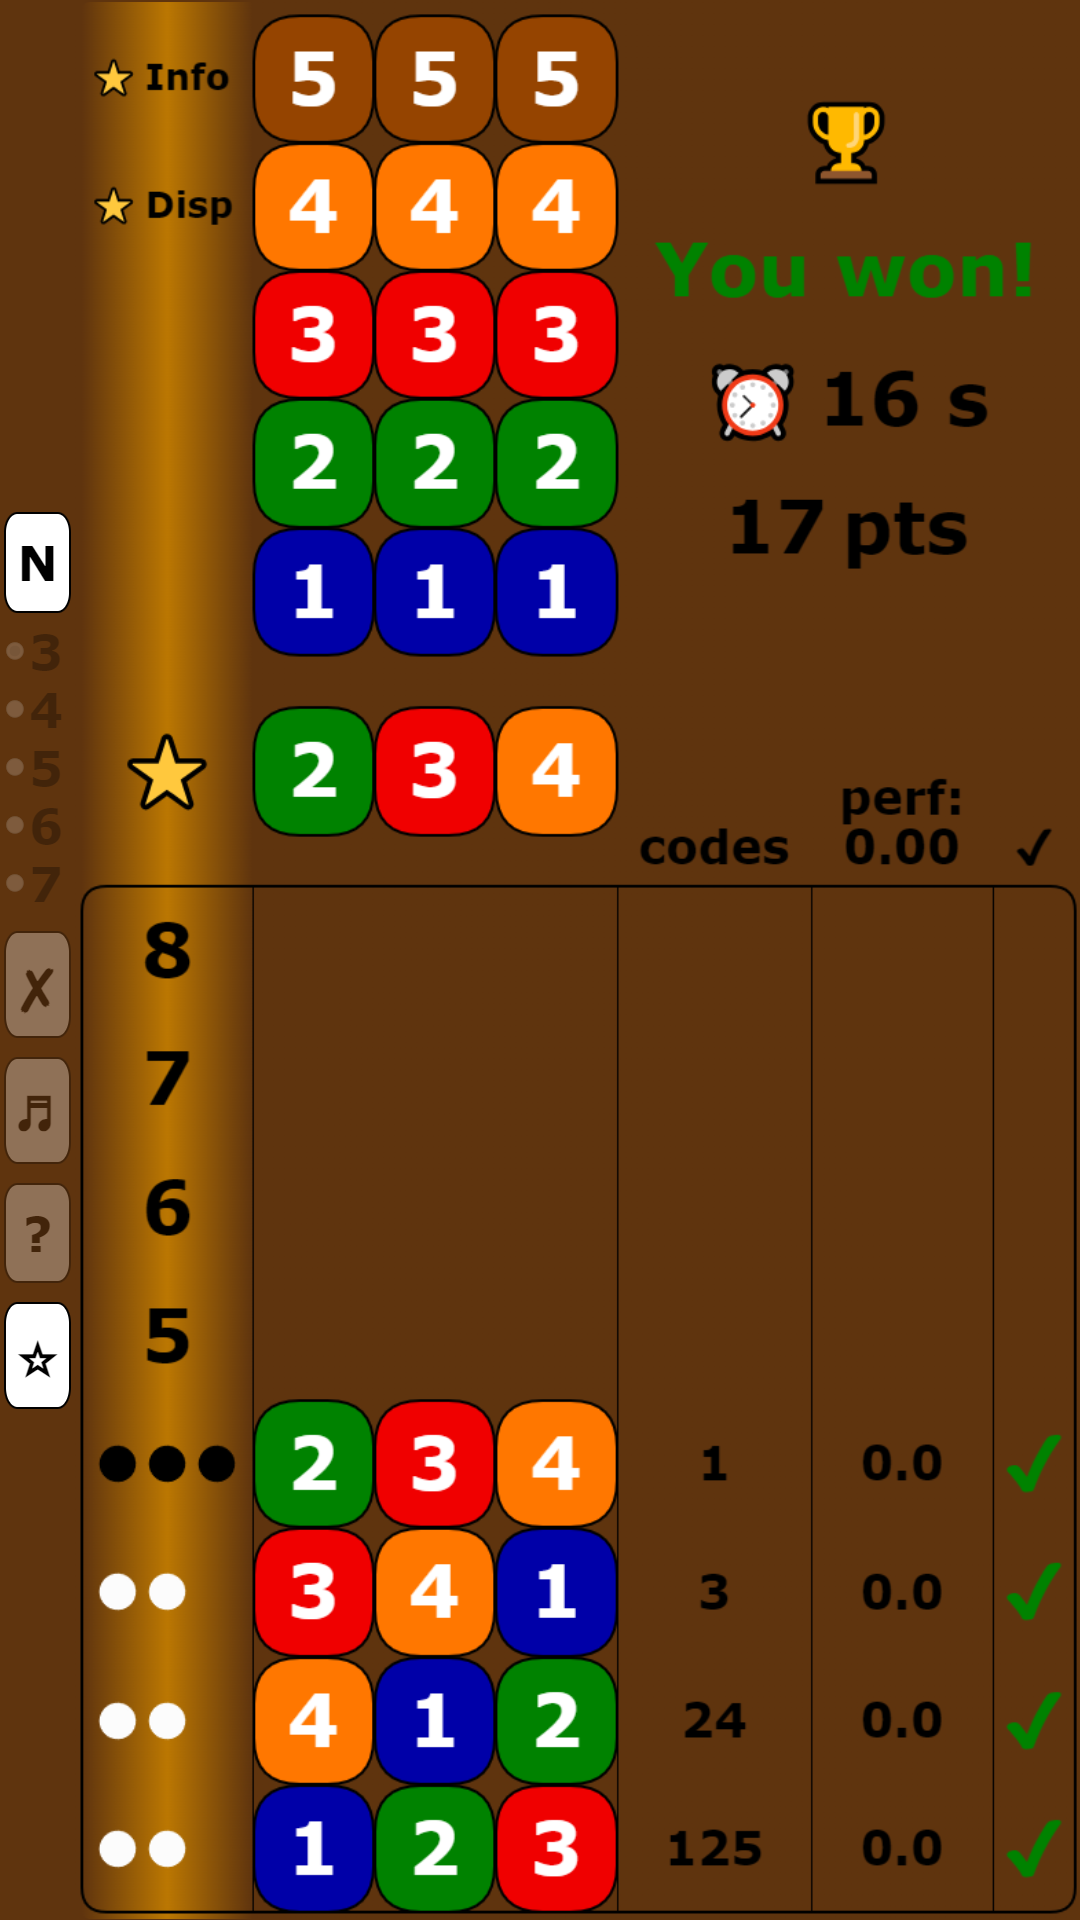 Info 5 5 5
Disp 4 4 4
3 3 3
2 2 2
1 1 1
You won!
16 s
17 pts
N
3
4
5
6
7
2 3 4
perf:
codes 0.00 ✓
✗
♬
?
☆
8
7
6
5
2 3 4 1 0.0 ✓
3 4 1 3 0.0 ✓
4 1 2 24 0.0 ✓
1 2 3 125 0.0 ✓